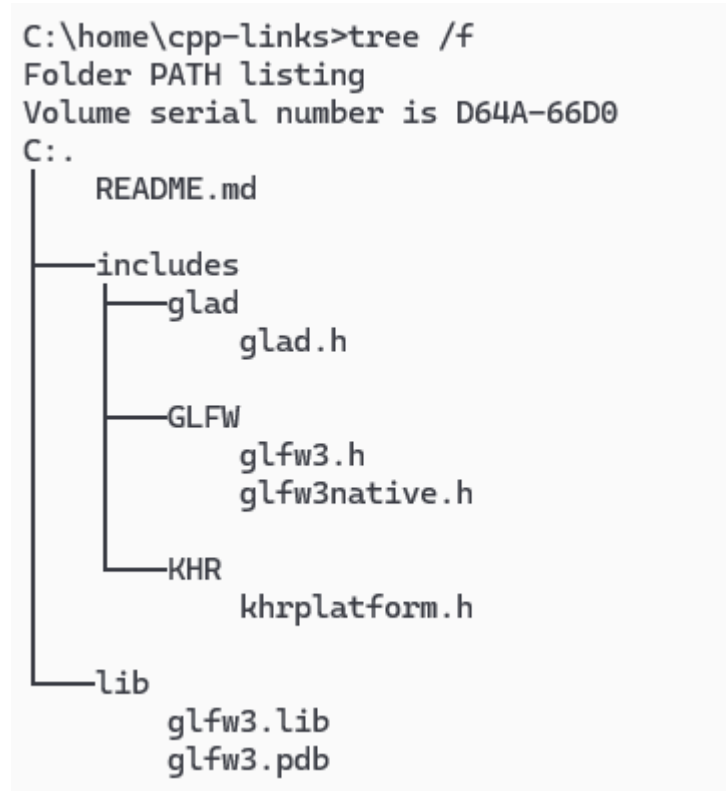 C:\home\cpp-links>tree /f
Folder PATH listing
Volume serial number is D64A-66D0
C:.
│   README.md
│
├───includes
│   ├───glad
│   │       glad.h
│   │
│   ├───GLFW
│   │       glfw3.h
│   │       glfw3native.h
│   │
│   └───KHR
│           khrplatform.h
│
└───lib
        glfw3.lib
        glfw3.pdb